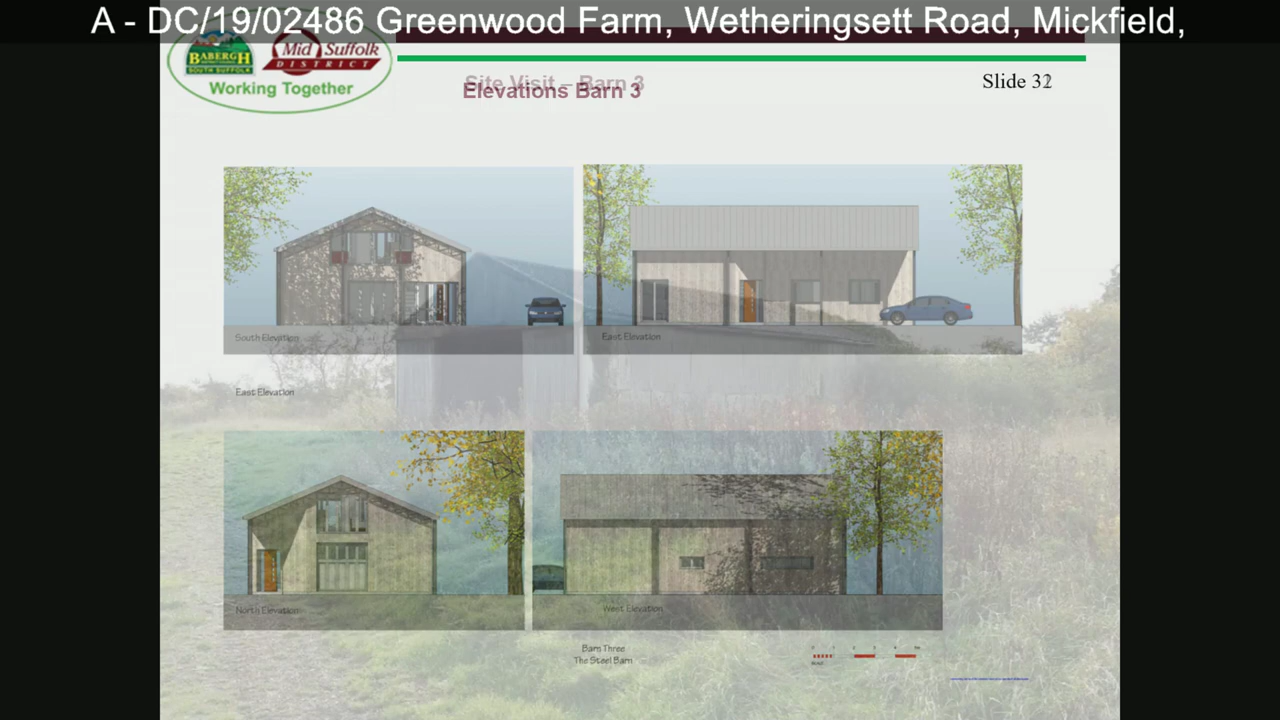 A - DC/19/02486 Greenwood Farm, Wetheringsett Road, Mickfield,
BABERGH
SOUTH SUFFOLK
Mid Suffolk
DISTRICT
Working Together
Site Visit – Barn 3
Elevations Barn 3
Slide 32
South Elevation
East Elevation
East Elevation
North Elevation
West Elevation
Barn Three
The Steel Barn